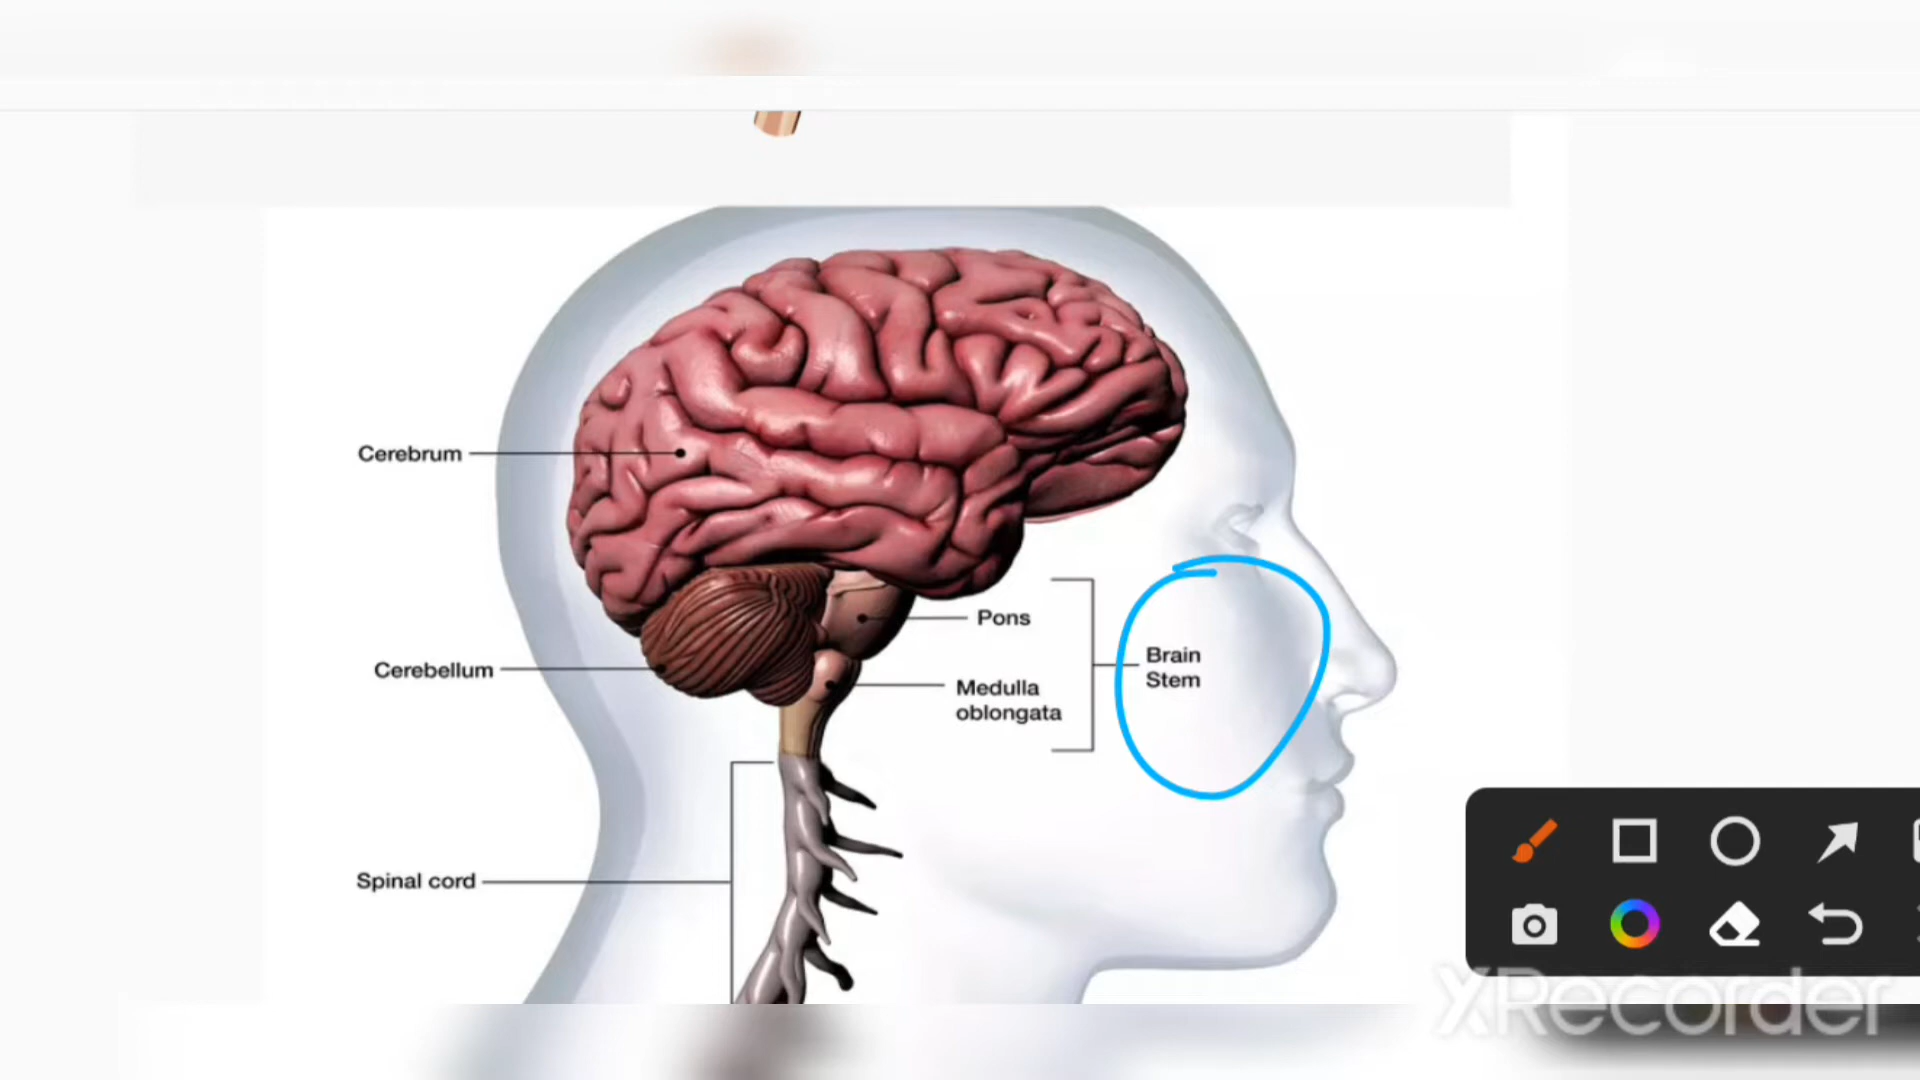 Cerebrum
Pons
Brain
Stem
Cerebellum
Medulla
oblongata
Spinal cord
XRecorder